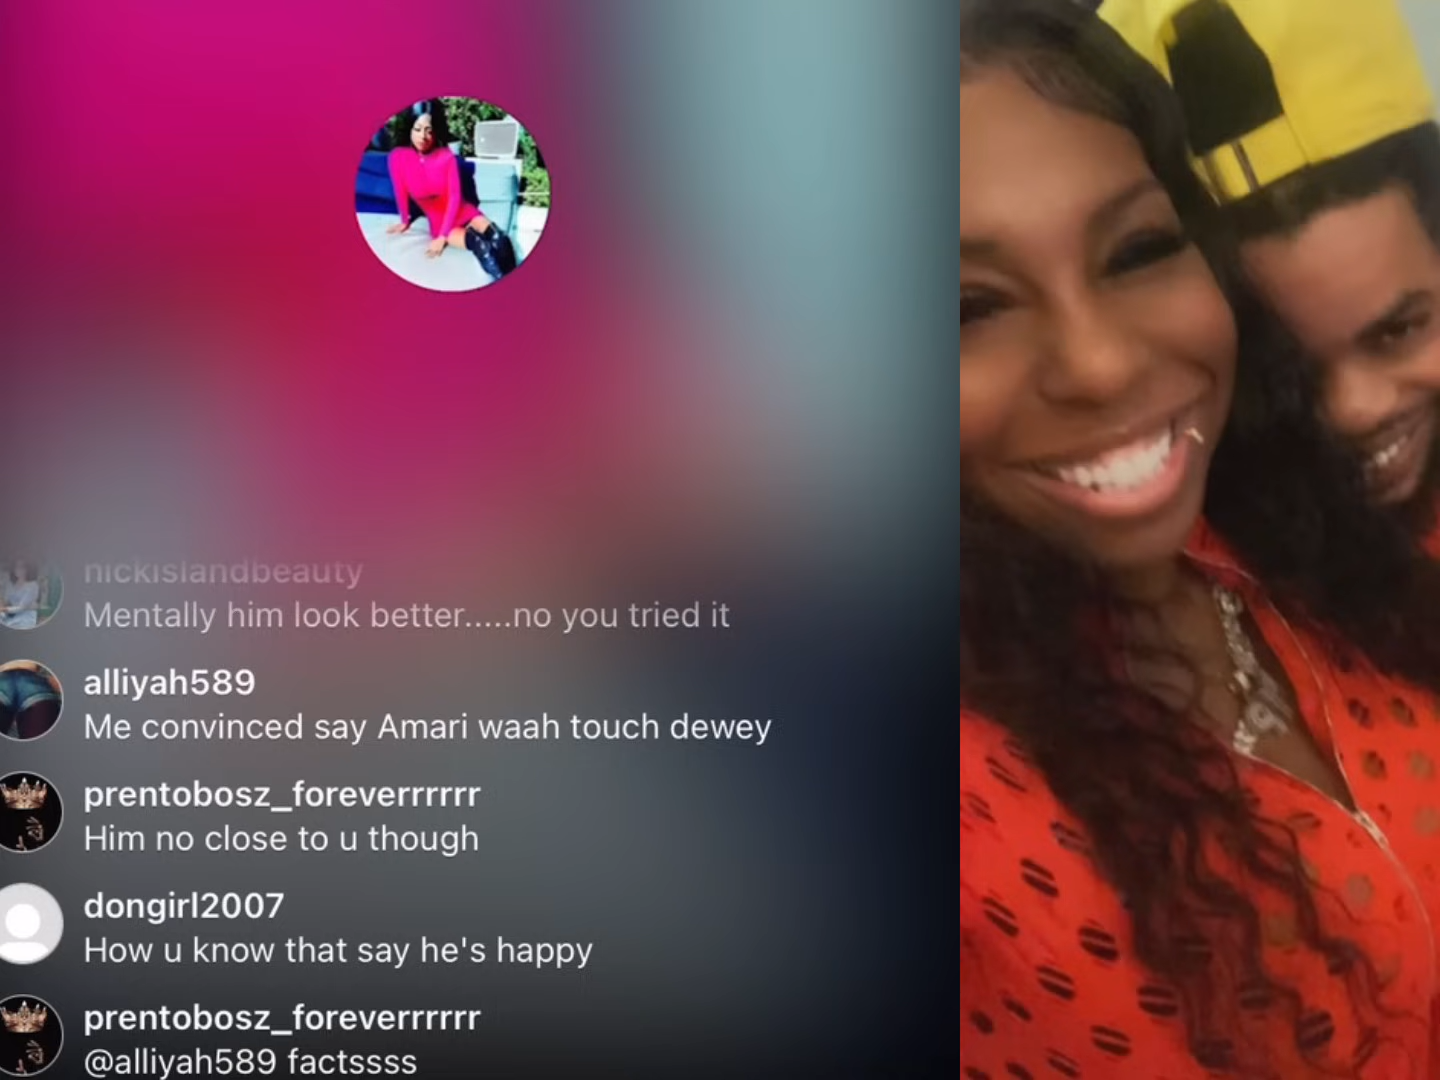 nickislandbeauty
Mentally him look better.....no you tried it
alliyah589
Me convinced say Amari waah touch dewey
prentobosz_foreverrrrrr
Him no close to u though
dongirl2007
How u know that say he's happy
prentobosz_foreverrrrrr
@alliyah589 factssss